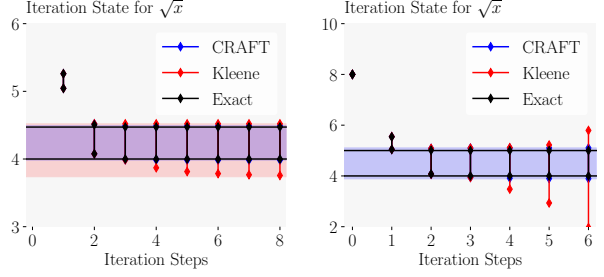 Iteration State for √x
6
5
4
3
CRAFT
Kleene
Exact
0 2 4 6 8
Iteration Steps
Iteration State for √x
10
8
6
4
2
CRAFT
Kleene
Exact
0 1 2 3 4 5 6
Iteration Steps